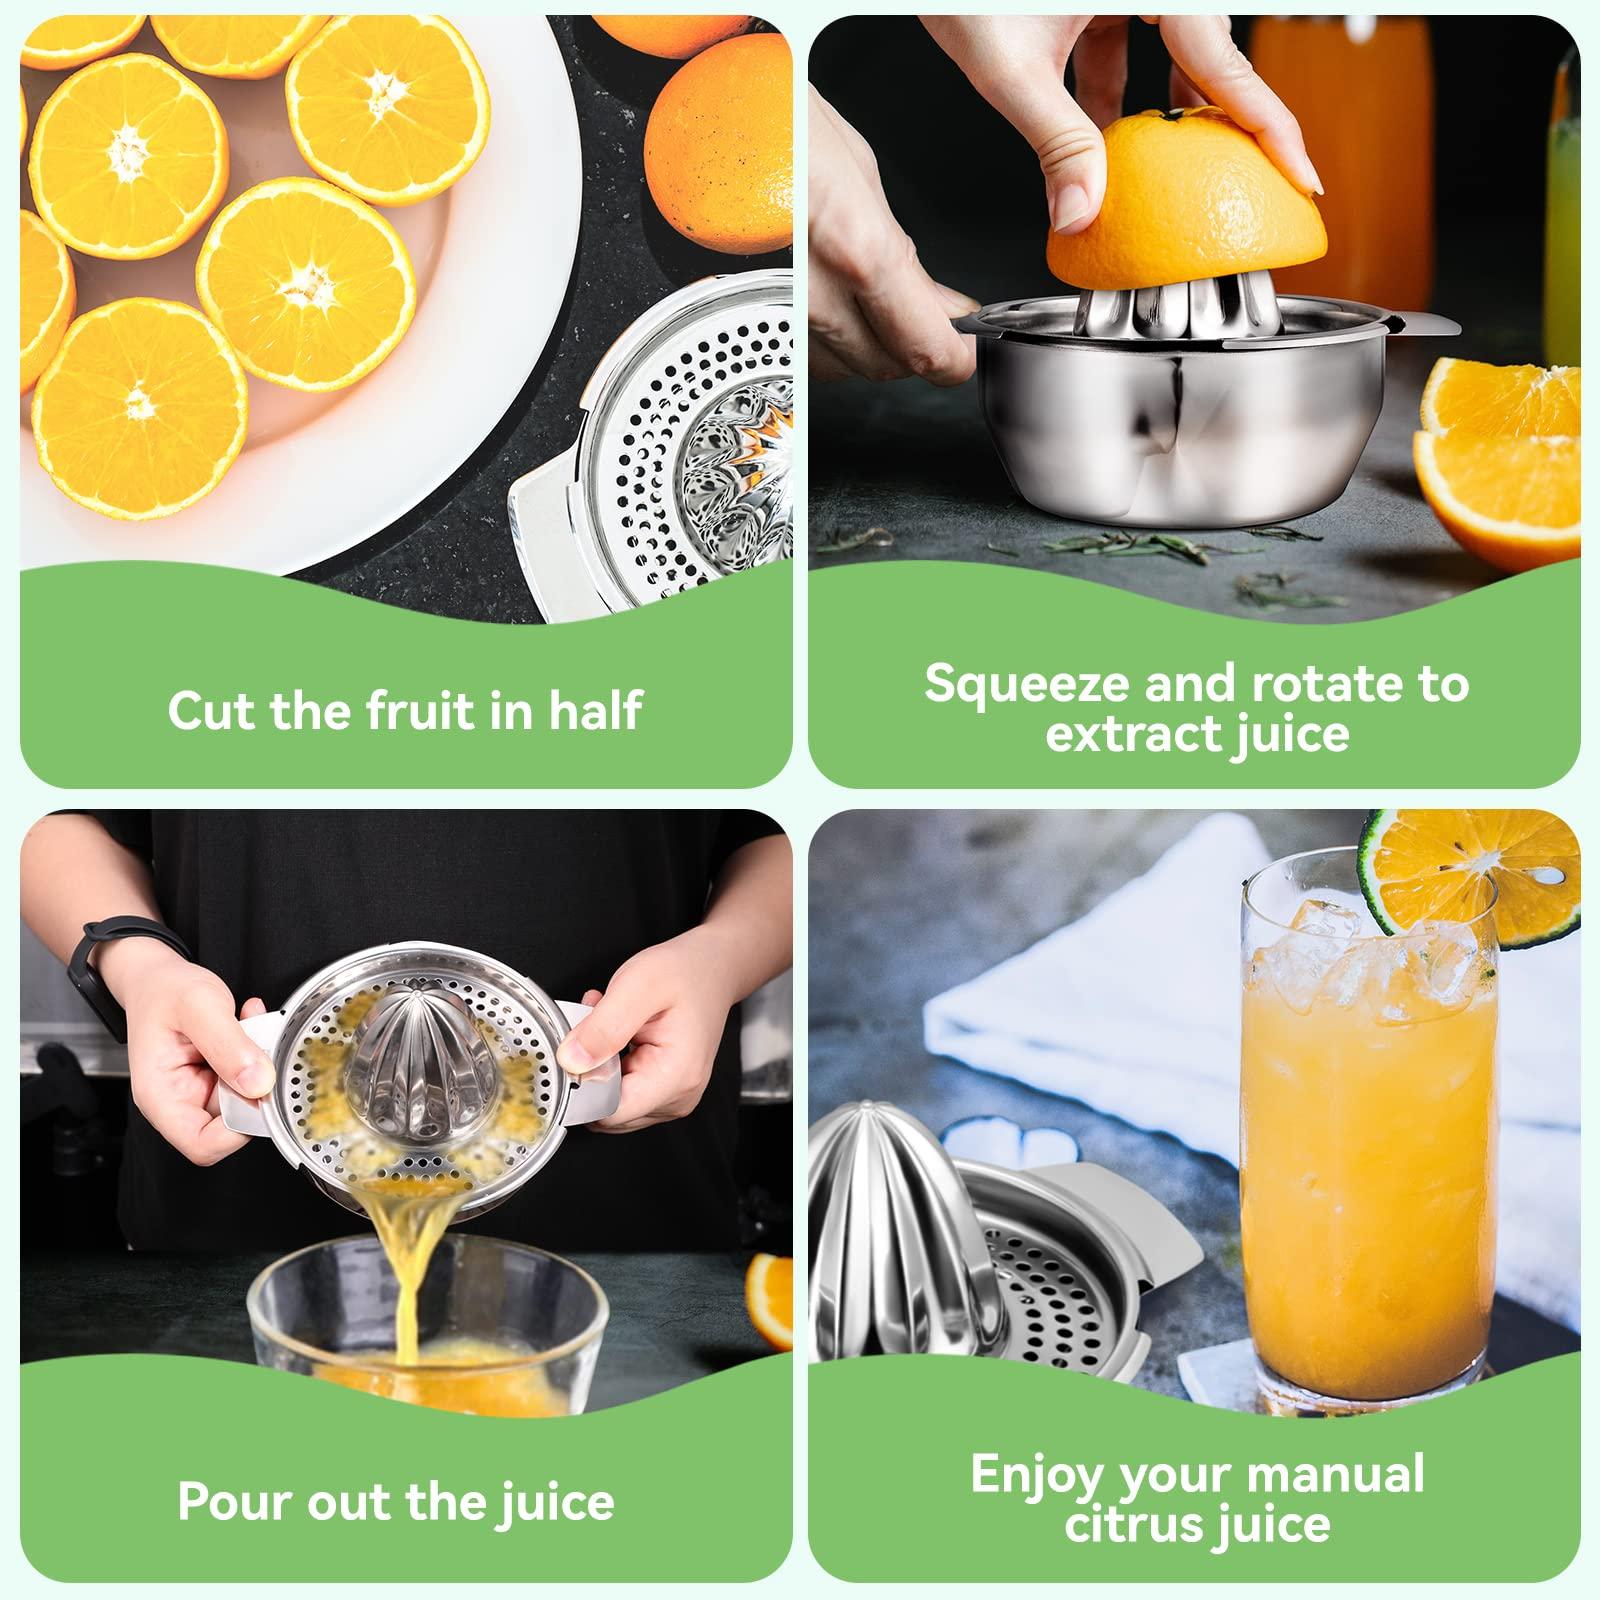 Cut the fruit in half
Squeeze and rotate to
extract juice
Pour out the juice
Enjoy your manual
citrus juice